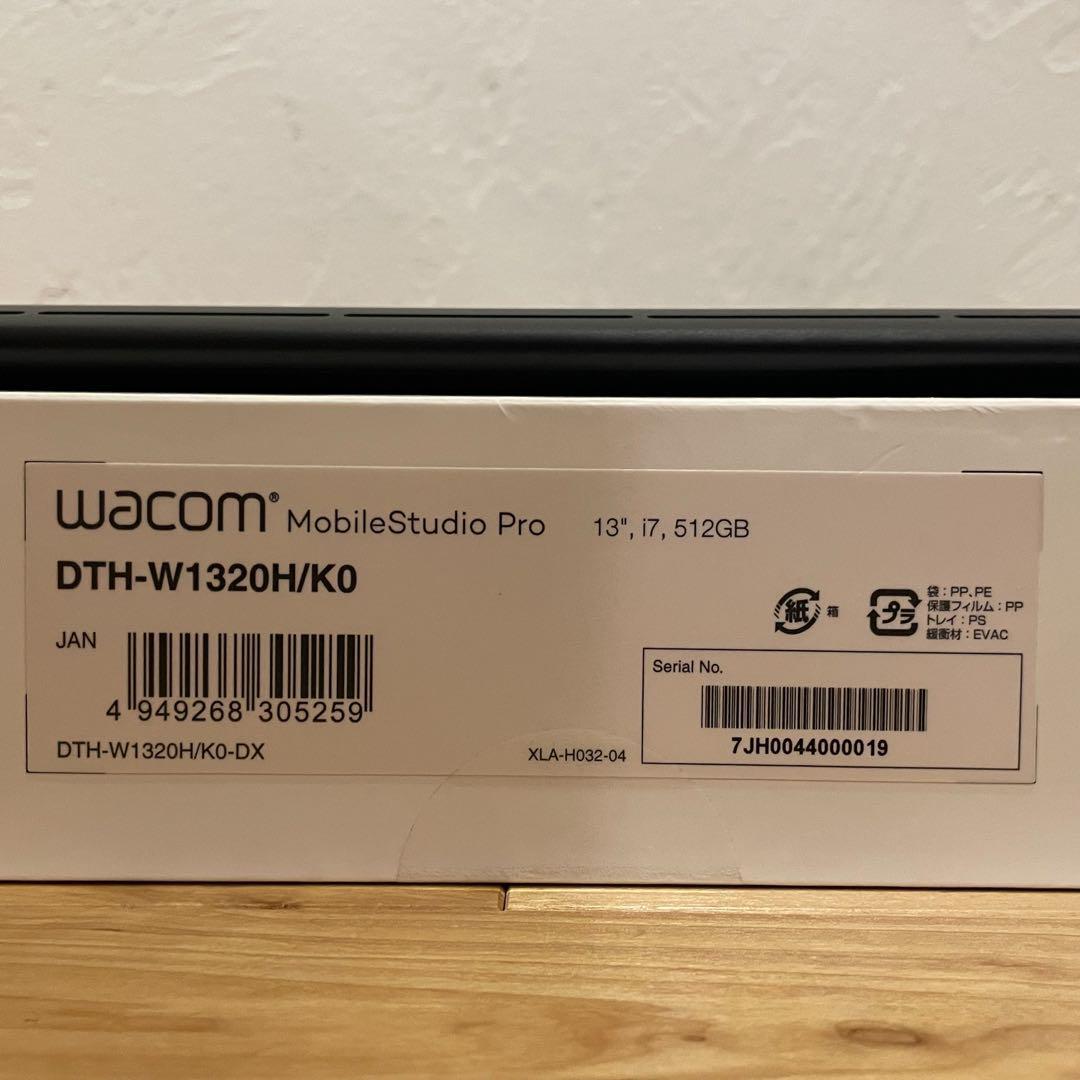 wacom® MobileStudio Pro 13", i7, 512GB
DTH-W1320H/K0
JAN
4 949268 305259
DTH-W1320H/K0-DX
XLA-H032-04
紙 箱
プラ
袋：PP、PE
保護フィルム：PP
トレイ：PS
緩衝材：EVAC
Serial No.
7JH0044000019